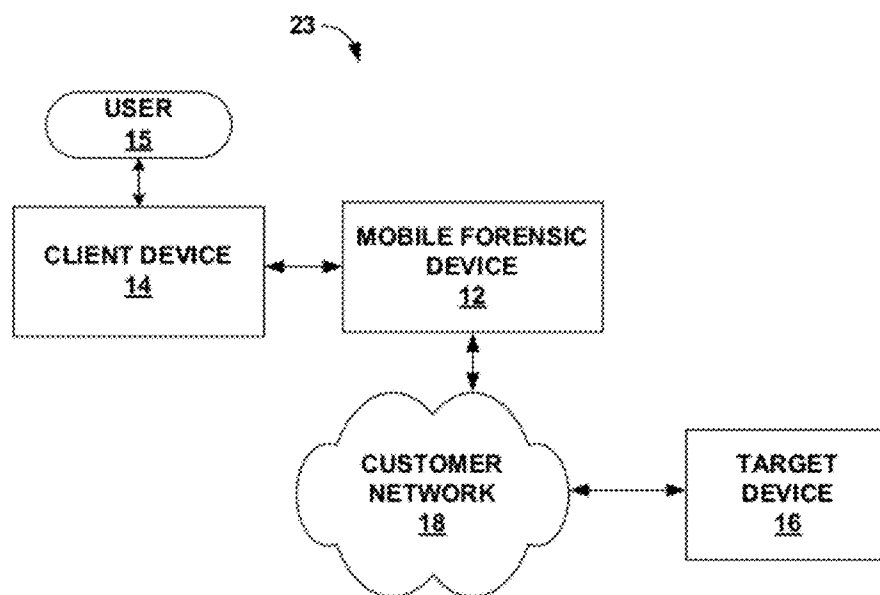 23
USER
15
CLIENT DEVICE
14
MOBILE FORENSIC
DEVICE
12
CUSTOMER
NETWORK
18
TARGET
DEVICE
16